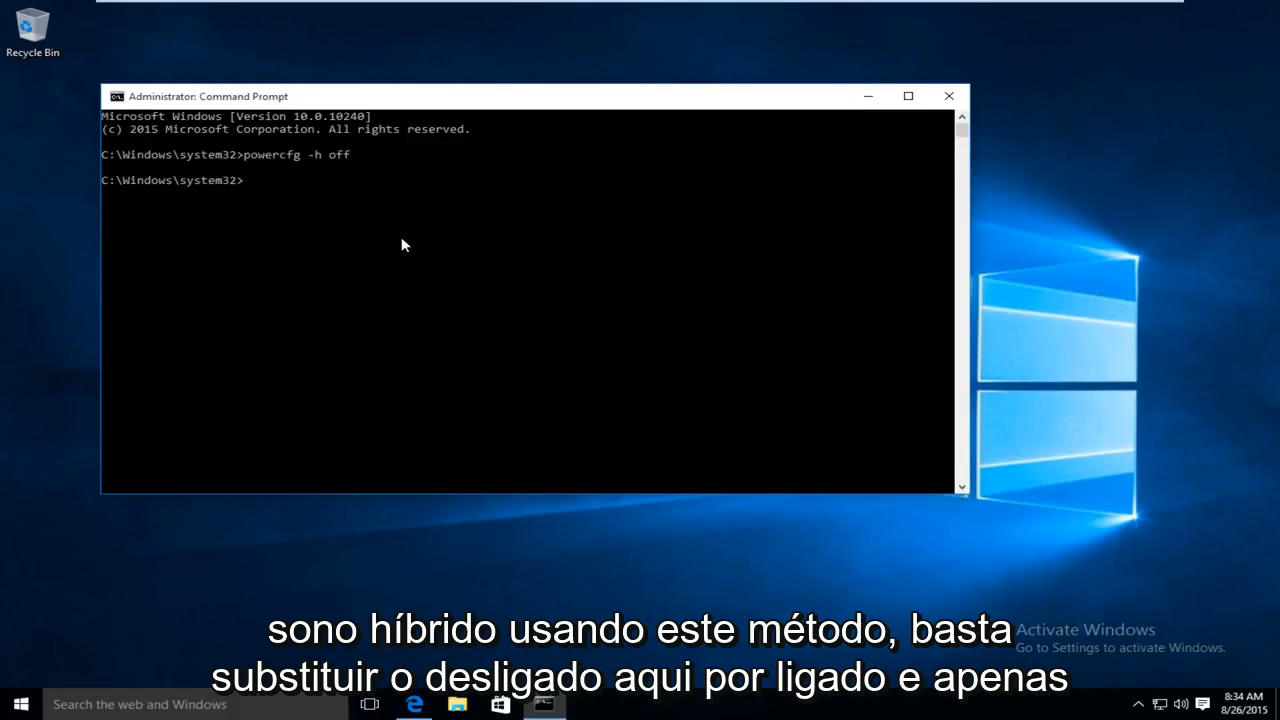 Recycle Bin
Administrator: Command Prompt
Microsoft Windows [Version 10.0.10240]
(c) 2015 Microsoft Corporation. All rights reserved.
C:\Windows\system32>powercfg -h off
C:\Windows\system32>
sono híbrido usando este método, basta
substituir o desligado aqui por ligado e apenas
Activate Windows
Go to Settings to activate Windows.
Search the web and Windows
8:34 AM
8/26/2015